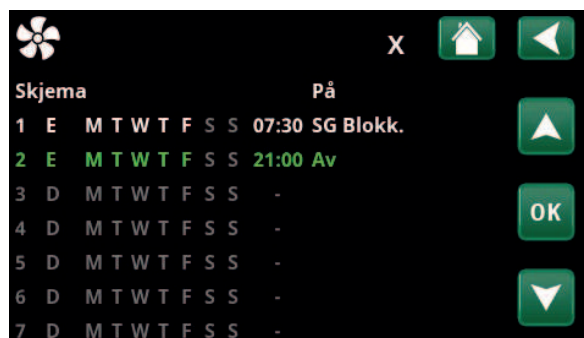 X
Skjema På
1 E M T W T F S S 07:30 SG Blokk.
2 E M T W T F S S 21:00 Av
3 D M T W T F S S -
4 D M T W T F S S -
OK
5 D M T W T F S S -
6 D M T W T F S S -
7 D M T W T F S S -